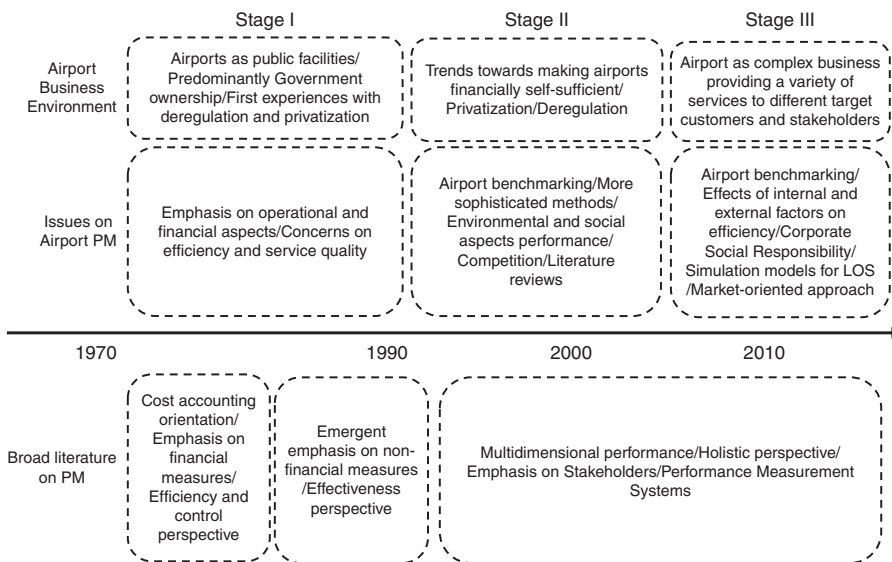 Stage I
Stage II
Stage III
Airport
Business
Environment
Airports as public facilities/
Predominantly Government
ownership/First experiences with
deregulation and privatization
Trends towards making airports
financially self-sufficient/
Privatization/Deregulation
Airport as complex business
providing a variety of
services to different target
customers and stakeholders
Issues on
Airport PM
Emphasis on operational and
financial aspects/Concerns on
efficiency and service quality
Airport benchmarking/More
sophisticated methods/
Environmental and social
aspects performance/
Competition/Literature
reviews
Airport benchmarking/
Effects of internal and
external factors on
efficiency/Corporate
Social Responsibility/
Simulation models for LOS
/Market-oriented approach
1970
1990
2000
2010
Broad literature
on PM
Cost accounting
orientation/
Emphasis on
financial
measures/
Efficiency and
control
perspective
Emergent
emphasis on non-
financial measures
/Effectiveness
perspective
Multidimensional performance/Holistic perspective/
Emphasis on Stakeholders/Performance Measurement
Systems